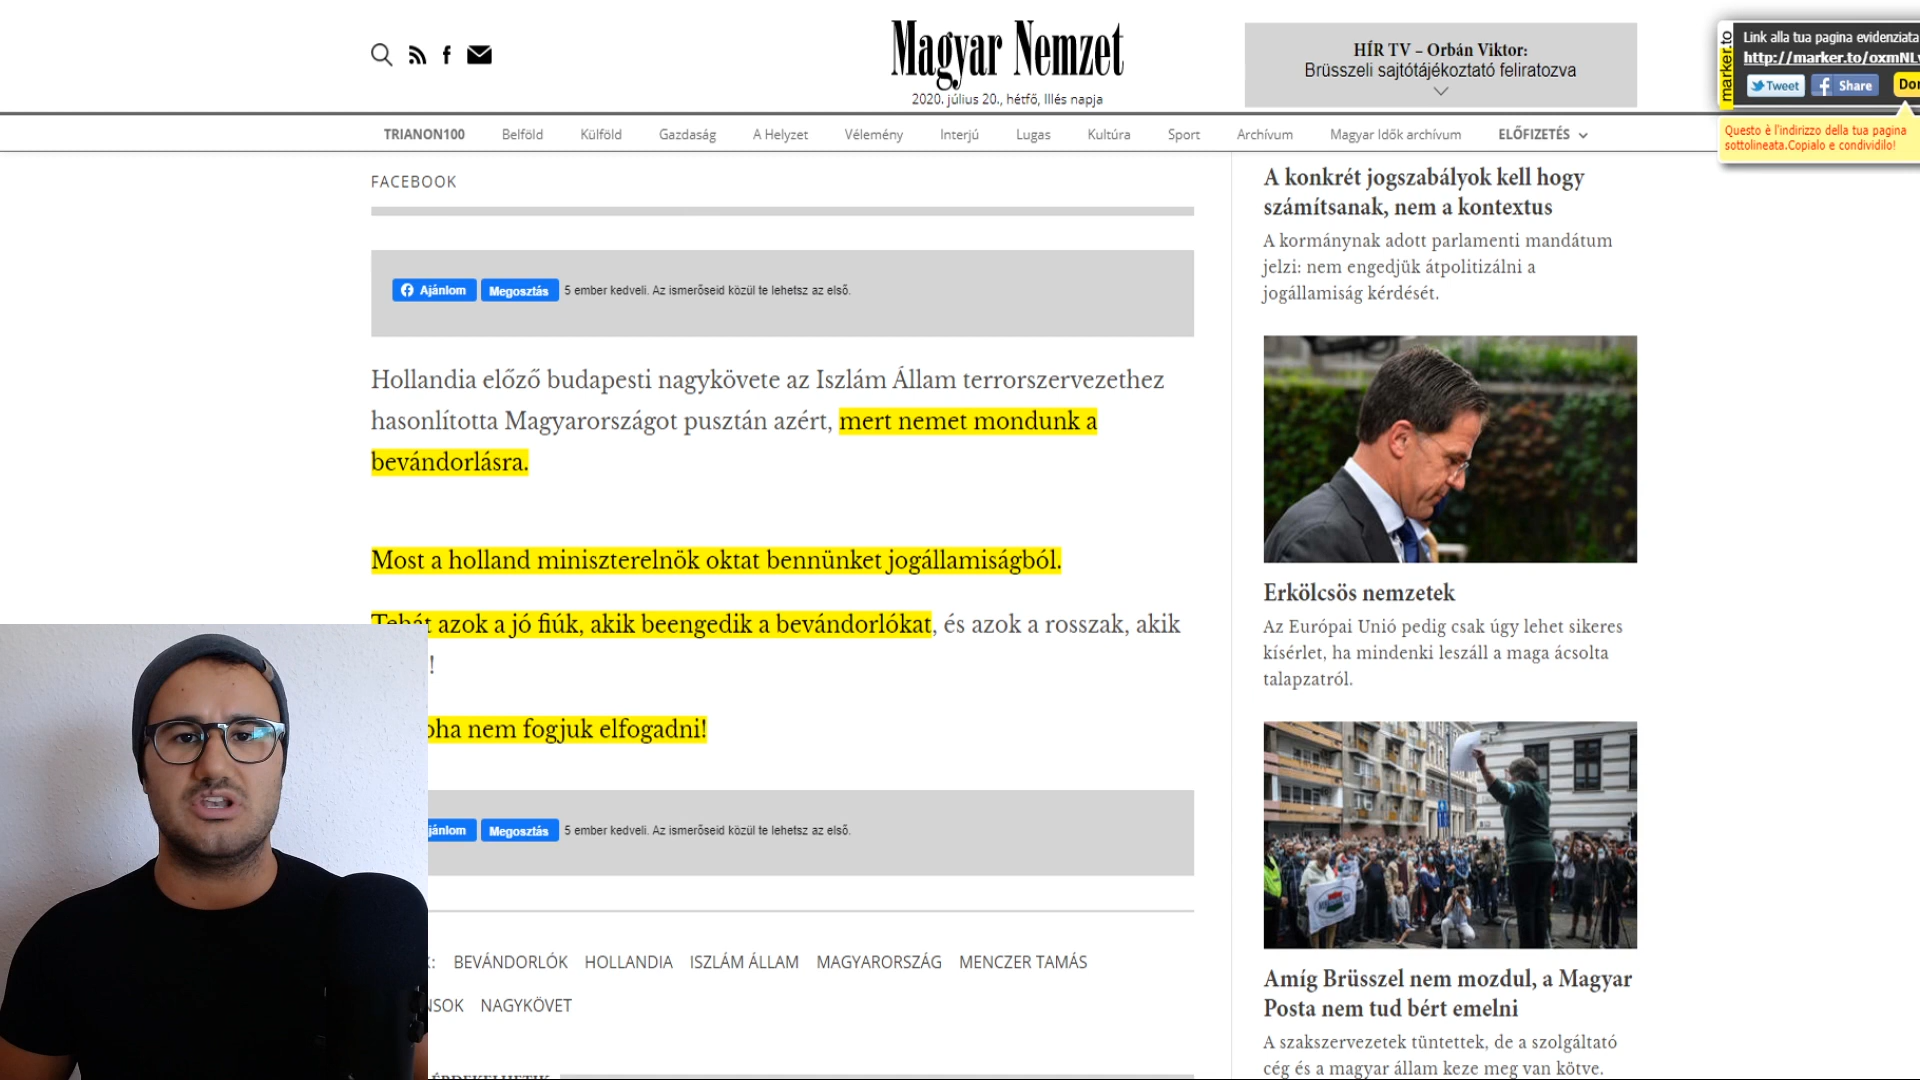 Magyar Nemzet
2020. július 20., hétfő, Illés napja
HÍR TV – Orbán Viktor:
Brüsszeli sajtótájékoztató feliratozva
marker.to
Link alla tua pagina evidenziata
http://marker.to/oxmNL
Tweet
Share
Questo è l'indirizzo della tua pagina
sottolineata.Copialo e condividilo!
TRIANON100 Belföld Külföld Gazdaság A Helyzet Vélemény Interjú Lugas Kultúra Sport Archívum Magyar Idők archívum ELŐFIZETÉS
FACEBOOK
Ajánlom Megosztás 5 ember kedveli. Az ismerőseid közül te lehetsz az első.
Hollandia előző budapesti nagykövete az Iszlám Állam terrorszervezethez
hasonlította Magyarországot pusztán azért, mert nemet mondunk a
bevándorlásra.
Most a holland miniszterelnök oktat bennünket jogállamiságból.
Tehát azok a jó fiúk, akik beengedik a bevándorlókat, és azok a rosszak, akik
!
oha nem fogjuk elfogadni!
jánlom Megosztás 5 ember kedveli. Az ismerőseid közül te lehetsz az első.
BEVÁNDORLÓK HOLLANDIA ISZLÁM ÁLLAM MAGYARORSZÁG MENCZER TAMÁS
NSOK NAGYKÖVET
A konkrét jogszabályok kell hogy
számítsanak, nem a kontextus
A kormánynak adott parlamenti mandátum
jelzi: nem engedjük átpolitizálni a
jogállamiság kérdését.
Erkölcsös nemzetek
Az Európai Unió pedig csak úgy lehet sikeres
kísérlet, ha mindenki leszáll a maga ácsolta
talapzatról.
Amíg Brüsszel nem mozdul, a Magyar
Posta nem tud bért emelni
A szakszervezetek tüntettek, de a szolgáltató
cég és a magyar állam keze meg van kötve.